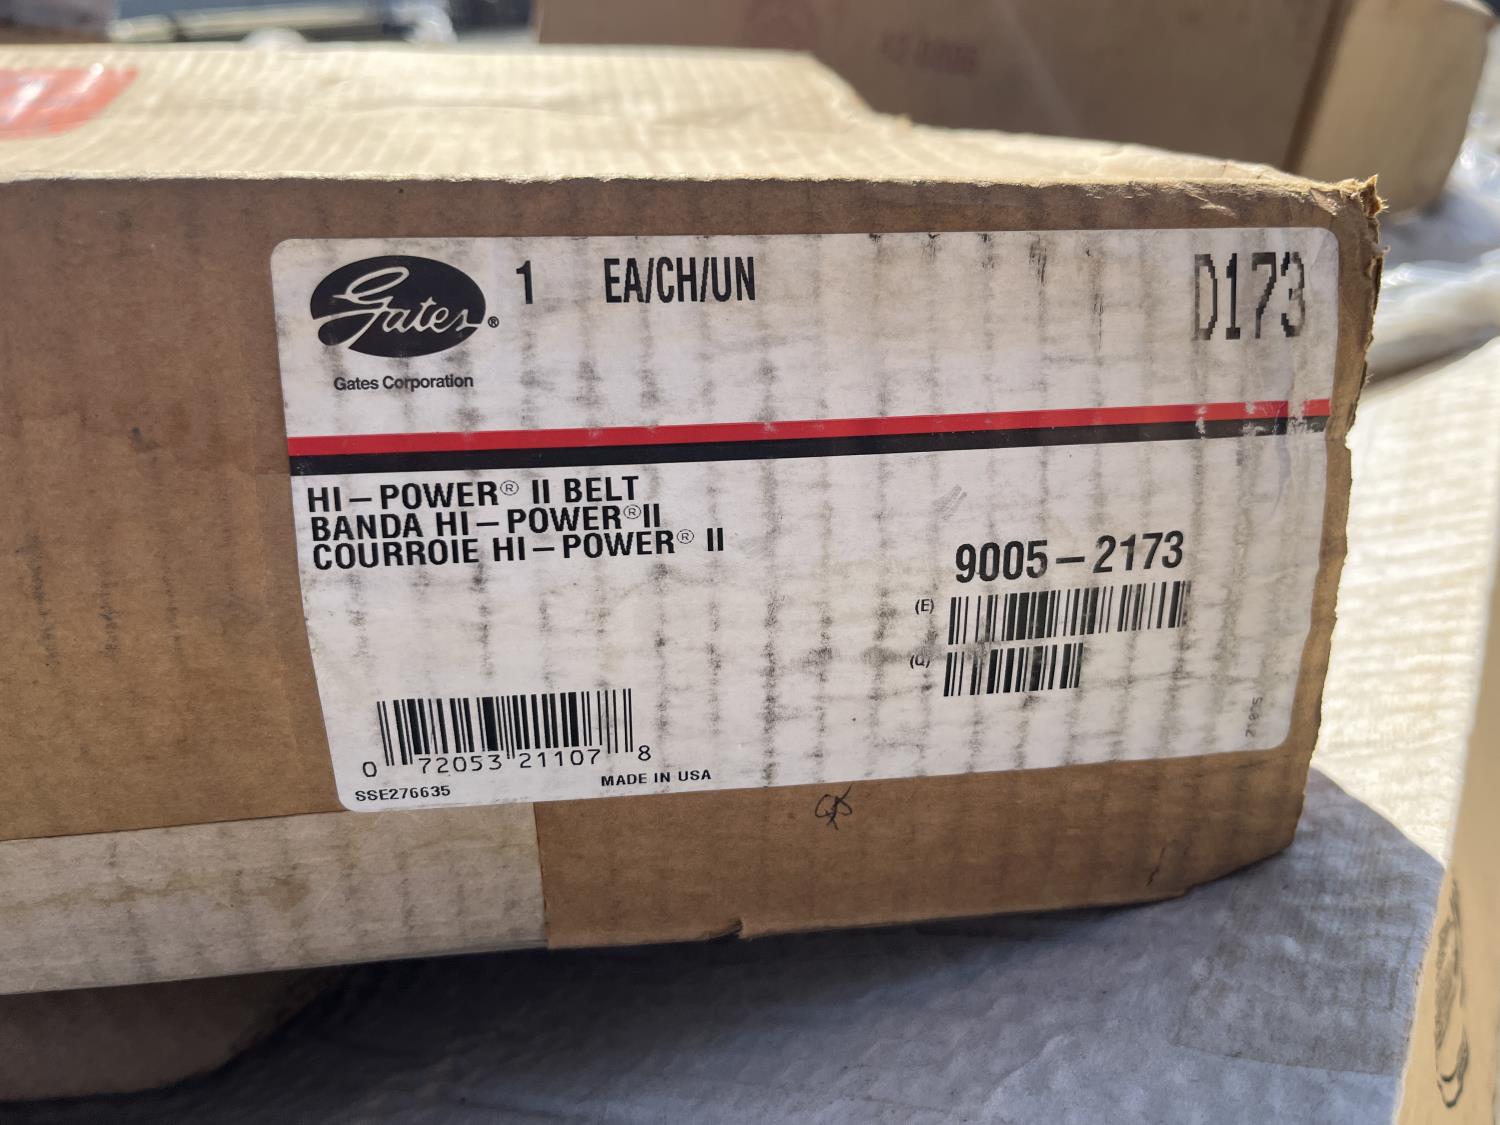 Gates®
Gates Corporation
1 EA/CH/UN
D173
HI-POWER® II BELT
BANDA HI-POWER® II
COURROIE HI-POWER® II
9005-2173
(E)
(Q)
0 72053 21107 8
SSE276635
MADE IN USA